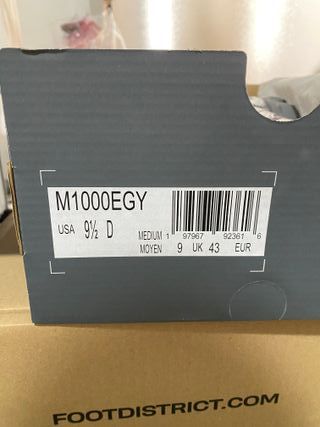 M1000EGY
USA 9½ D
MEDIUM 1 97967 92361 6
MOYEN 9 UK 43 EUR
FOOTDISTRICT.COM